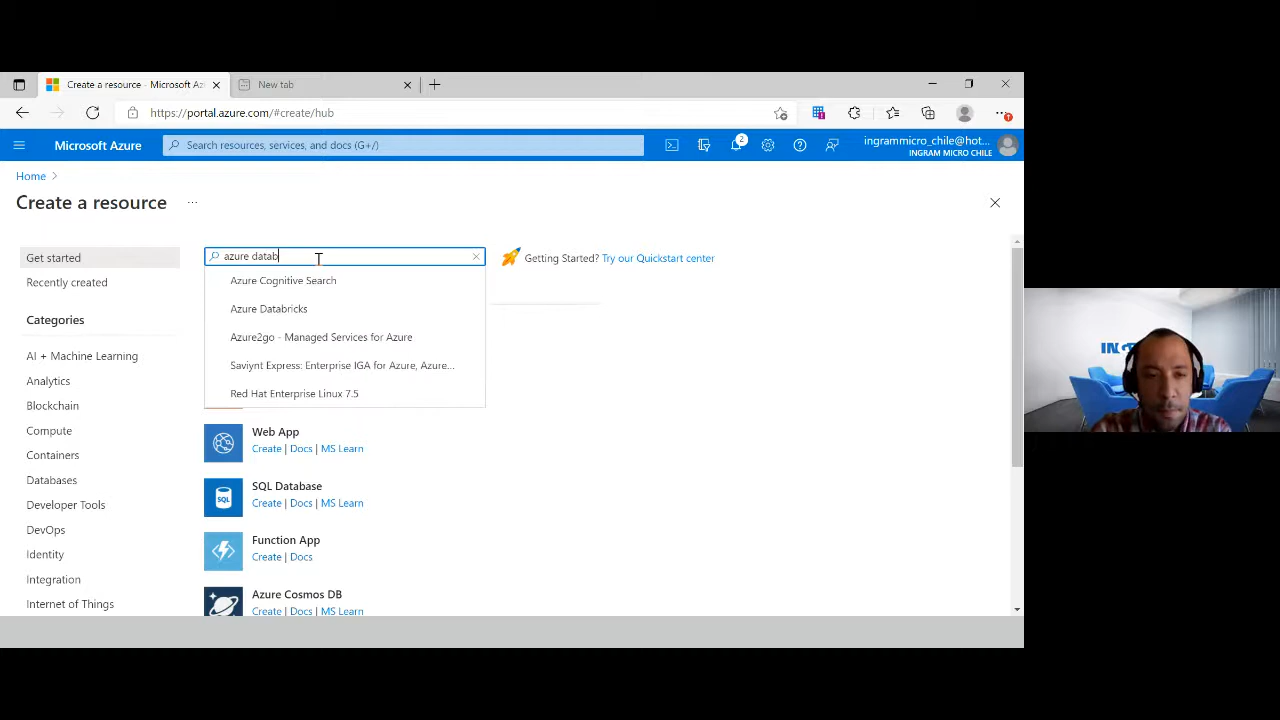 Create a resource - Microsoft Az
New tab
https://portal.azure.com/#create/hub
Microsoft Azure
Search resources, services, and docs (G+/)
2
ingrammicro_chile@hot...
INGRAM MICRO CHILE
Home >
Create a resource
...
Get started
Recently created
Categories
AI + Machine Learning
Analytics
Blockchain
Compute
Containers
Databases
Developer Tools
DevOps
Identity
Integration
Internet of Things
azure datab
Azure Cognitive Search
Azure Databricks
Azure2go - Managed Services for Azure
Saviynt Express: Enterprise IGA for Azure, Azure...
Red Hat Enterprise Linux 7.5
Web App
Create | Docs | MS Learn
SQL
SQL Database
Create | Docs | MS Learn
Function App
Create | Docs
Azure Cosmos DB
Create | Docs | MS Learn
Getting Started? Try our Quickstart center